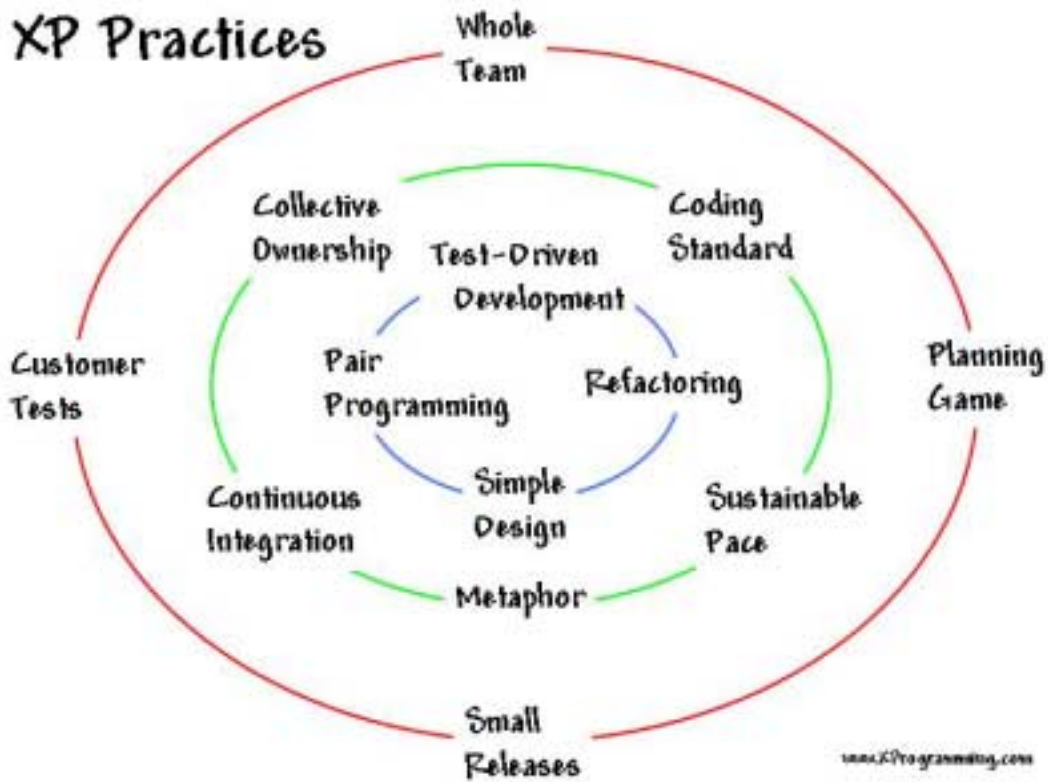 XP Practices
Whole
Team
Collective
Ownership
Coding
Standard
Test-Driven
Development
Customer
Tests
Pair
Programming
Refactoring
Planning
Game
Continuous
Integration
Simple
Design
Sustainable
Pace
Metaphor
Small
Releases
www.XProgramming.com